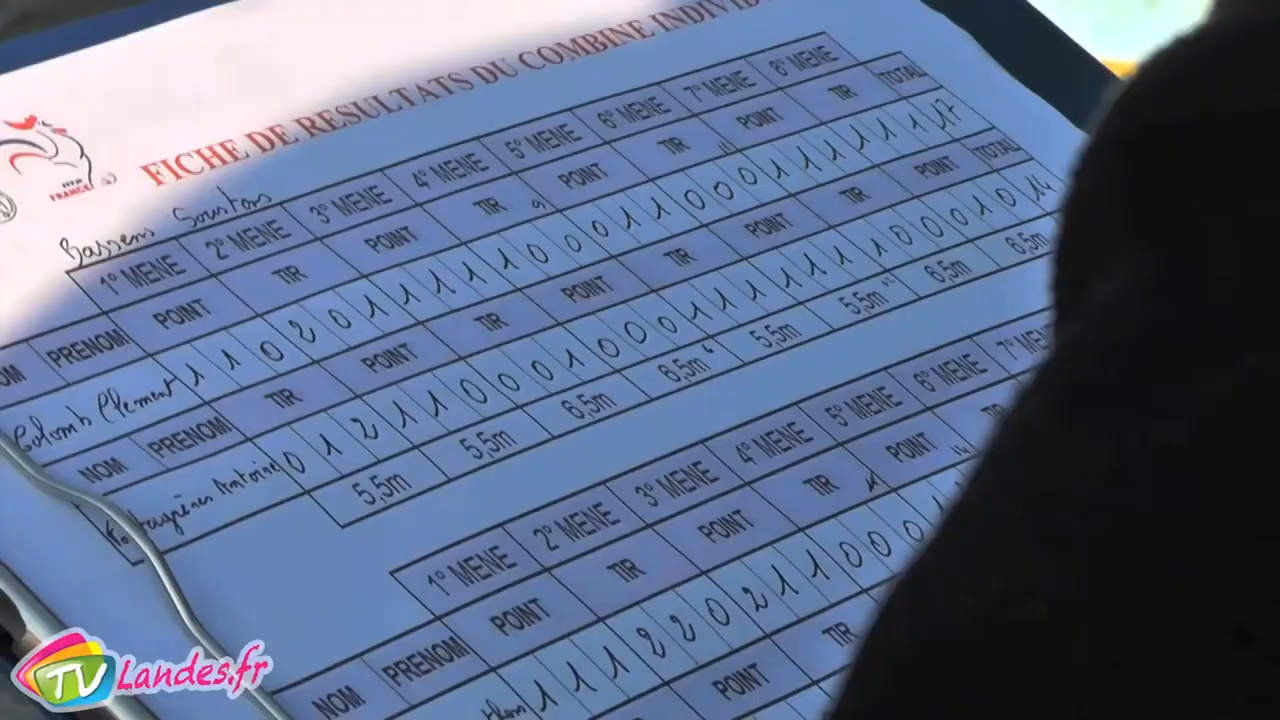 FICHE DE RESULTATS DU COMBINE INDIVID
FRANCE
Bassens Soustons
1° MENE 2° MENE 3° MENE 4° MENE 5° MENE 6° MENE 7° MENE 8° MENE
PRENOM POINT TIR POINT TIR POINT TIR POINT TIR TOTAL
Colomb Clement 1 1 0 2 0 1 1 1 1 1 0 0 0 1 1 0 0 0 1 1 1 1 1 1 17
NOM PRENOM TIR POINT TIR POINT TIR POINT TIR POINT TOTAL
Antoine 0 1 2 1 1 0 0 0 1 0 0 0 1 1 1 1 1 1 1 0 0 0 1 0 14
5,5m 5,5m 6,5m 6,5m 5,5m 5,5m 6,5m 6,5m
1° MENE 2° MENE 3° MENE 4° MENE 5° MENE 6° MENE 7° MENE
NOM PRENOM POINT TIR POINT TIR POINT
1 1 1 2 2 0 2 1 1 0 0 0
POINT TIR
TV Landes.fr